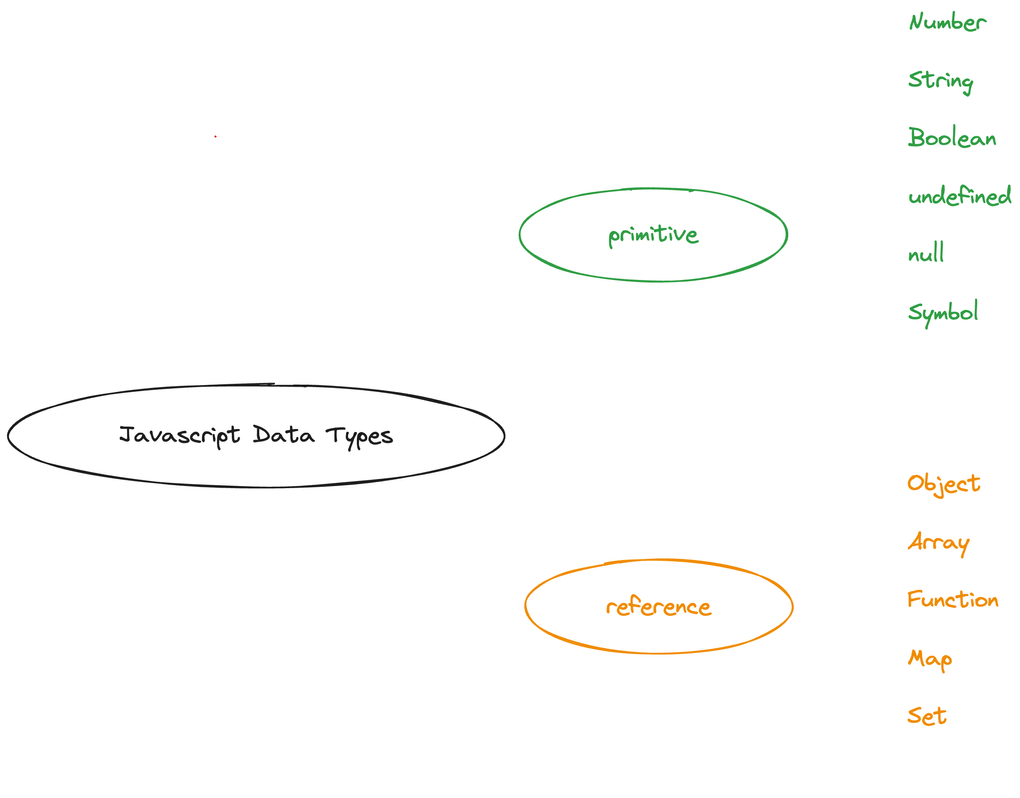 Number
String
Boolean
primitive
undefined
null
Symbol
Javascript Data Types
Object
Array
reference
Function
Map
Set